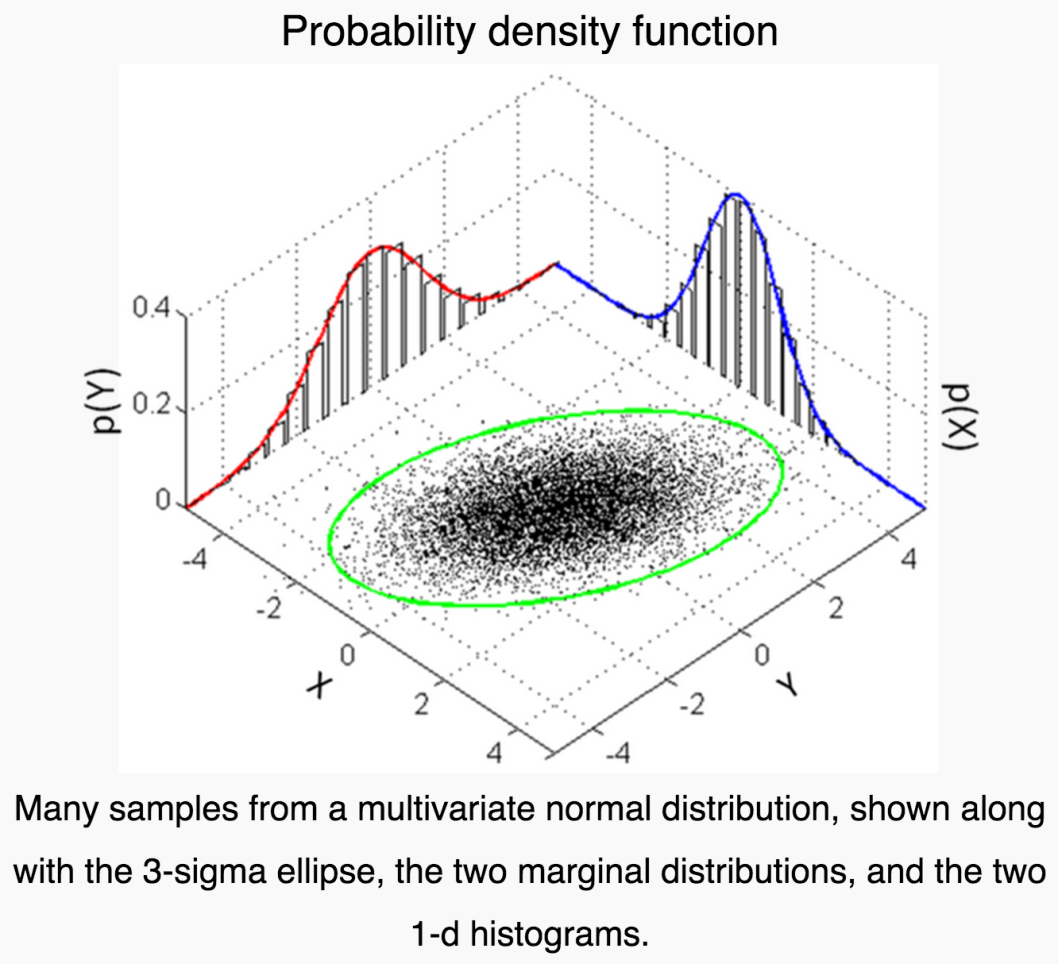 Probability density function
0.4
0.2
0
p(Y)
p(X)
-4
-2
0
2
4
X
4
2
0
-2
-4
Y
Many samples from a multivariate normal distribution, shown along
with the 3-sigma ellipse, the two marginal distributions, and the two
1-d histograms.